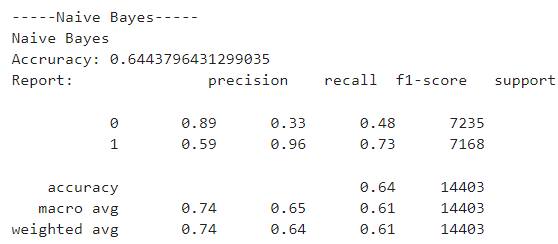 -----Naive Bayes-----
Naive Bayes
Accruracy: 0.6443796431299035
Report:               precision    recall  f1-score   support

           0       0.89      0.33      0.48      7235
           1       0.59      0.96      0.73      7168

    accuracy                           0.64     14403
   macro avg       0.74      0.65      0.61     14403
weighted avg       0.74      0.64      0.61     14403